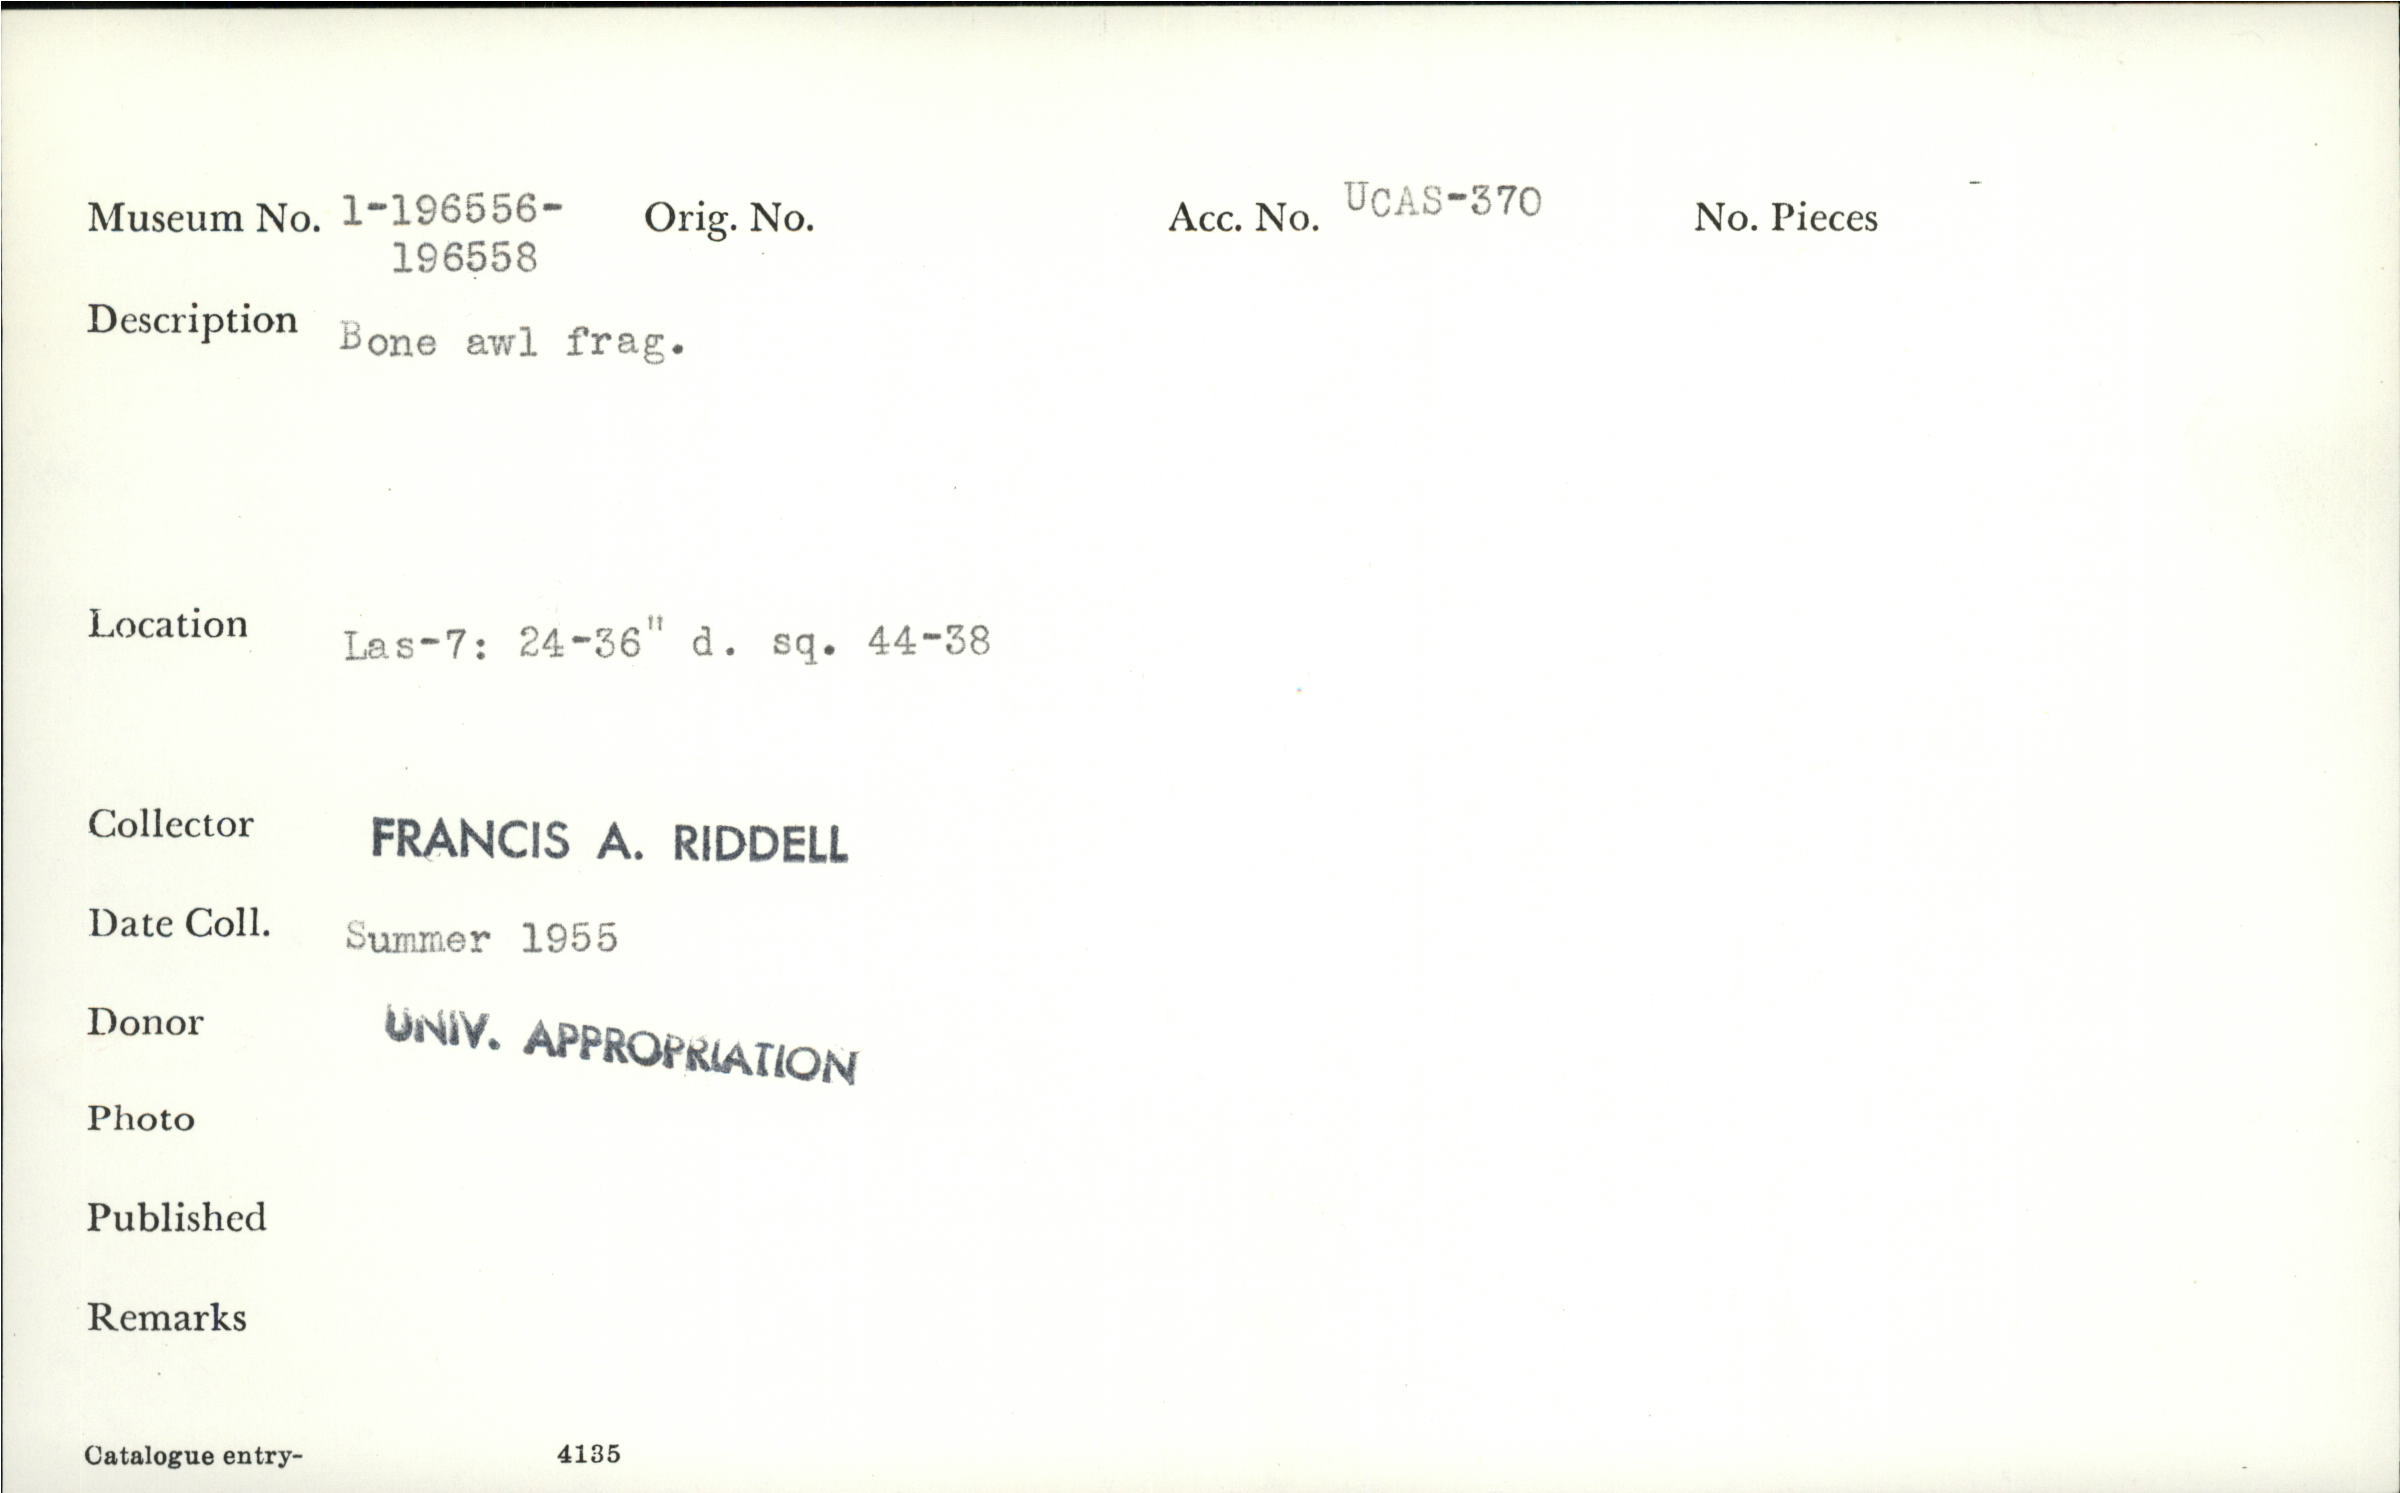 Museum No. 1-196556- Orig. No. Acc. No. UCAS-370 No. Pieces -
196558
Description Bone awl frag.
Location Las-7: 24-36" d. sq. 44-38
Collector FRANCIS A. RIDDELL
Date Coll. Summer 1955
Donor UNIV. APPROPRIATION
Photo
Published
Remarks
Catalogue entry- 4135